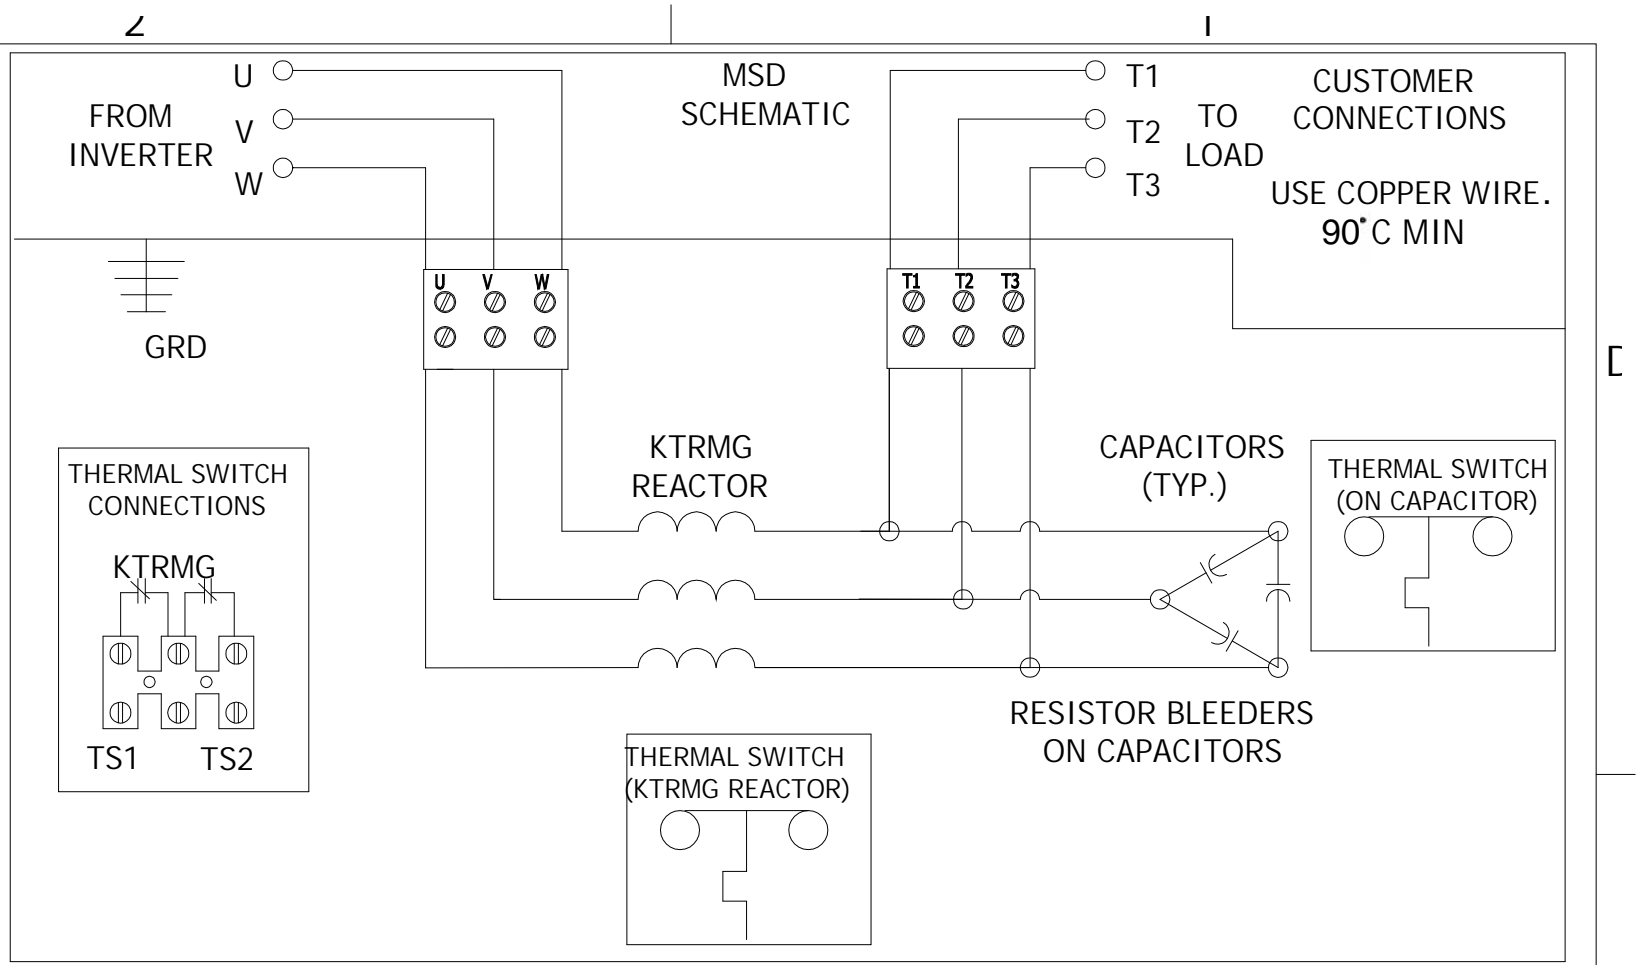 2
1
U
V
W
FROM
INVERTER
MSD
SCHEMATIC
T1
T2
T3
TO
LOAD
CUSTOMER
CONNECTIONS
USE COPPER WIRE.
90°C MIN
GRD
U V W
T1 T2 T3
D
THERMAL SWITCH
CONNECTIONS
KTRMG
TS1 TS2
KTRMG
REACTOR
CAPACITORS
(TYP.)
THERMAL SWITCH
(ON CAPACITOR)
RESISTOR BLEEDERS
ON CAPACITORS
THERMAL SWITCH
(KTRMG REACTOR)